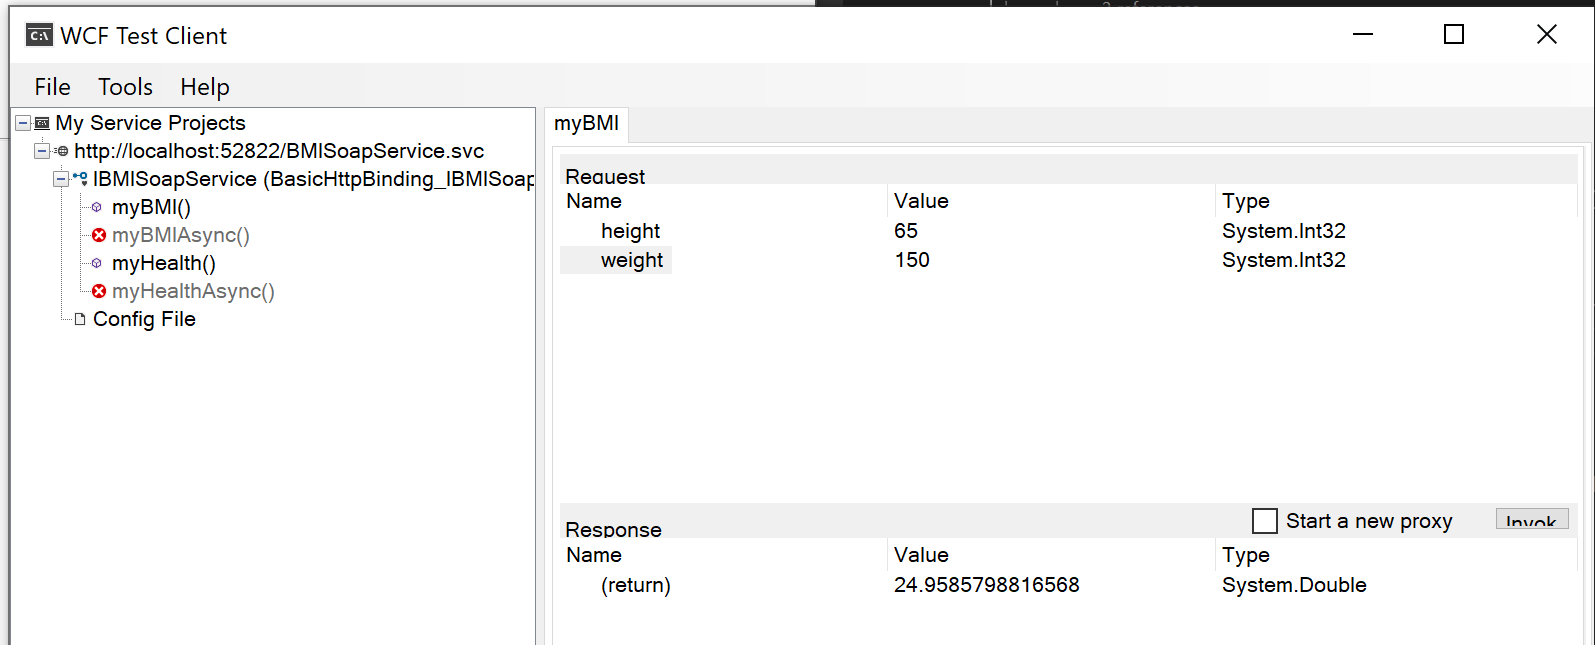 WCF Test Client
File Tools Help
My Service Projects
http://localhost:52822/BMISoapService.svc
IBMISoapService (BasicHttpBinding_IBMISoap
myBMI()
myBMIAsync()
myHealth()
myHealthAsync()
Config File
myBMI
Request
Name Value Type
height 65 System.Int32
weight 150 System.Int32
Response
Start a new proxy
Invok
Name Value Type
(return) 24.9585798816568 System.Double